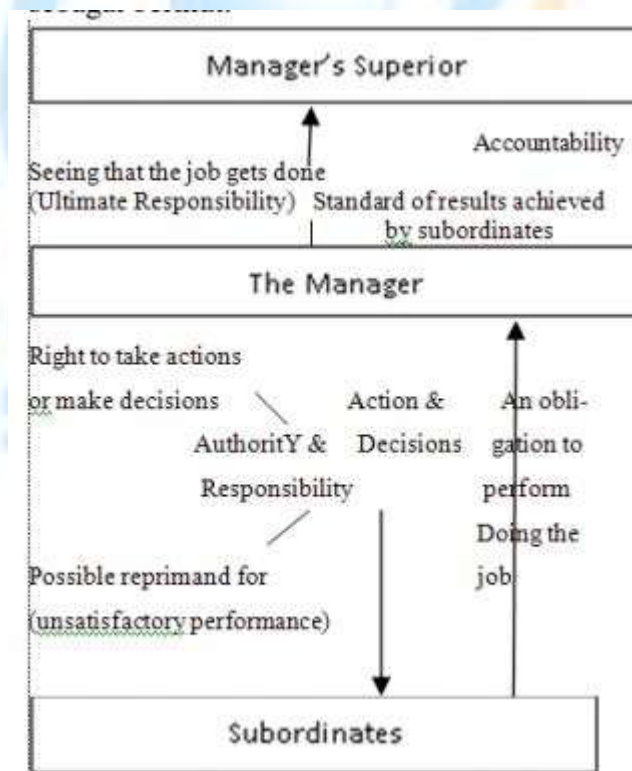 Manager's Superior
Accountability
Seeing that the job gets done
(Ultimate Responsibility) Standard of results achieved
by subordinates
The Manager
Right to take actions
or make decisions Action & An obli-
AuthoritY & Decisions gation to
Responsibility perform
Doing the
Possible reprimand for job
(unsatisfactory performance)
Subordinates